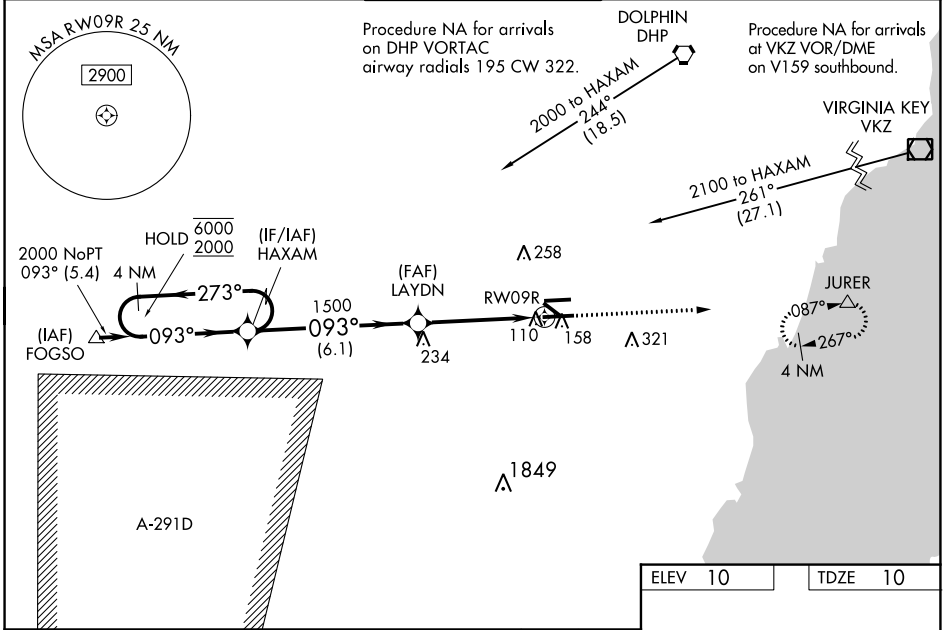 MSA RW09R 25 NM
2900
Procedure NA for arrivals
on DHP VORTAC
airway radials 195 CW 322.
DOLPHIN
DHP
Procedure NA for arrivals
at VKZ VOR/DME
on V159 southbound.
2000 to HAXAM
244°
(18.5)
VIRGINIA KEY
VKZ
2100 to HAXAM
261°
(27.1)
2000 NoPT
093° (5.4)
4 NM
HOLD
6000
2000
(IF/IAF)
HAXAM
273°
093°
(IAF)
FOGSO
1500
093°
(6.1)
(FAF)
LAYDN
234
258
RW09R
110
158
321
JURER
087°
267°
4 NM
1849
A-291D
ELEV 10
TDZE 10